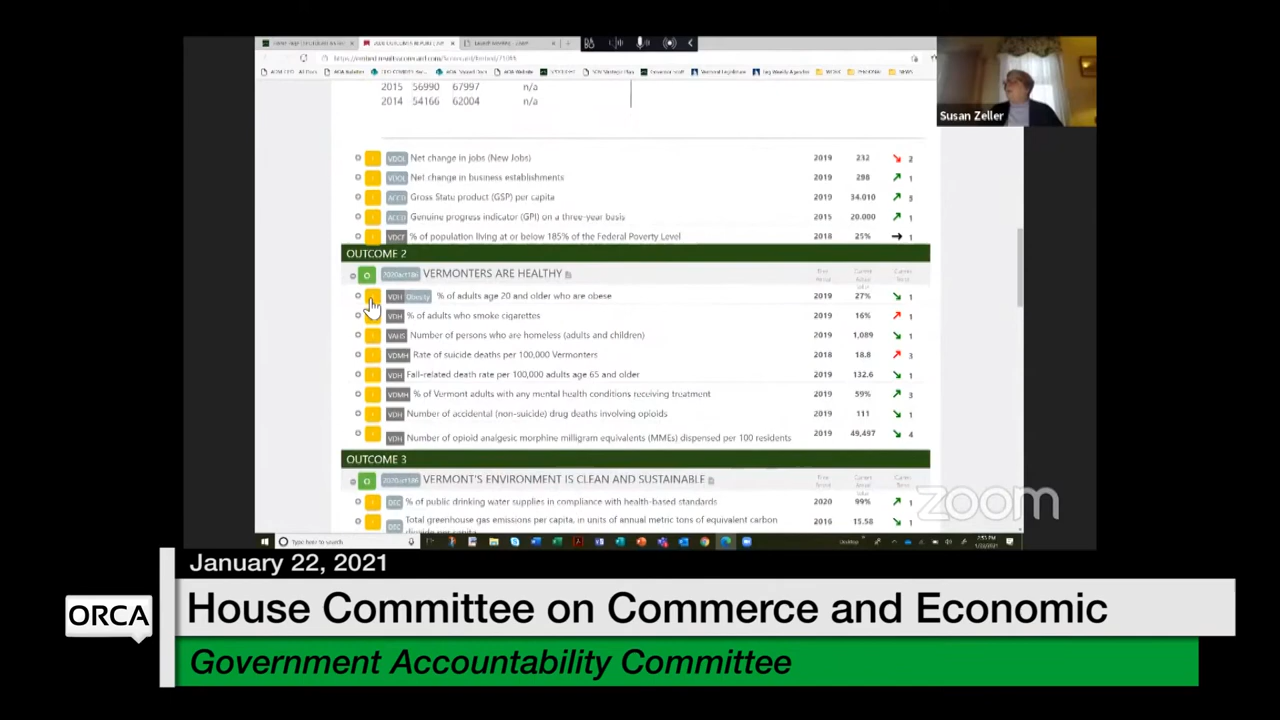 2015 56990 67997 n/a
2014 54166 62004 n/a
Susan Zeller
VDOL Net change in jobs (New Jobs) 2019 232 2
VDOL Net change in business establishments 2019 298 1
ACCD Gross State product (GSP) per capita 2019 34.010 5
ACCD Genuine progress indicator (GPI) on a three-year basis 2015 20.000 1
VDCF % of population living at or below 185% of the Federal Poverty Level 2018 25% 1
OUTCOME 2
VERMONTERS ARE HEALTHY
VDH Obesity % of adults age 20 and older who are obese 2019 27% 1
VDH % of adults who smoke cigarettes 2019 16% 1
VAHS Number of persons who are homeless (adults and children) 2019 1,089 1
VDMH Rate of suicide deaths per 100,000 Vermonters 2018 18.8 3
VDH Fall-related death rate per 100,000 adults age 65 and older 2019 132.6 1
VDMH % of Vermont adults with any mental health conditions receiving treatment 2019 59% 3
VDH Number of accidental (non-suicide) drug deaths involving opioids 2019 111 1
VDH Number of opioid analgesic morphine milligram equivalents (MMEs) dispensed per 100 residents 2019 49,497 4
OUTCOME 3
VERMONT'S ENVIRONMENT IS CLEAN AND SUSTAINABLE
DEC % of public drinking water supplies in compliance with health-based standards 2020 99% 1
Total greenhouse gas emissions per capita, in units of annual metric tons of equivalent carbon 2016 15.58 1
zoom
Type here to search
January 22, 2021
ORCA
House Committee on Commerce and Economic
Government Accountability Committee